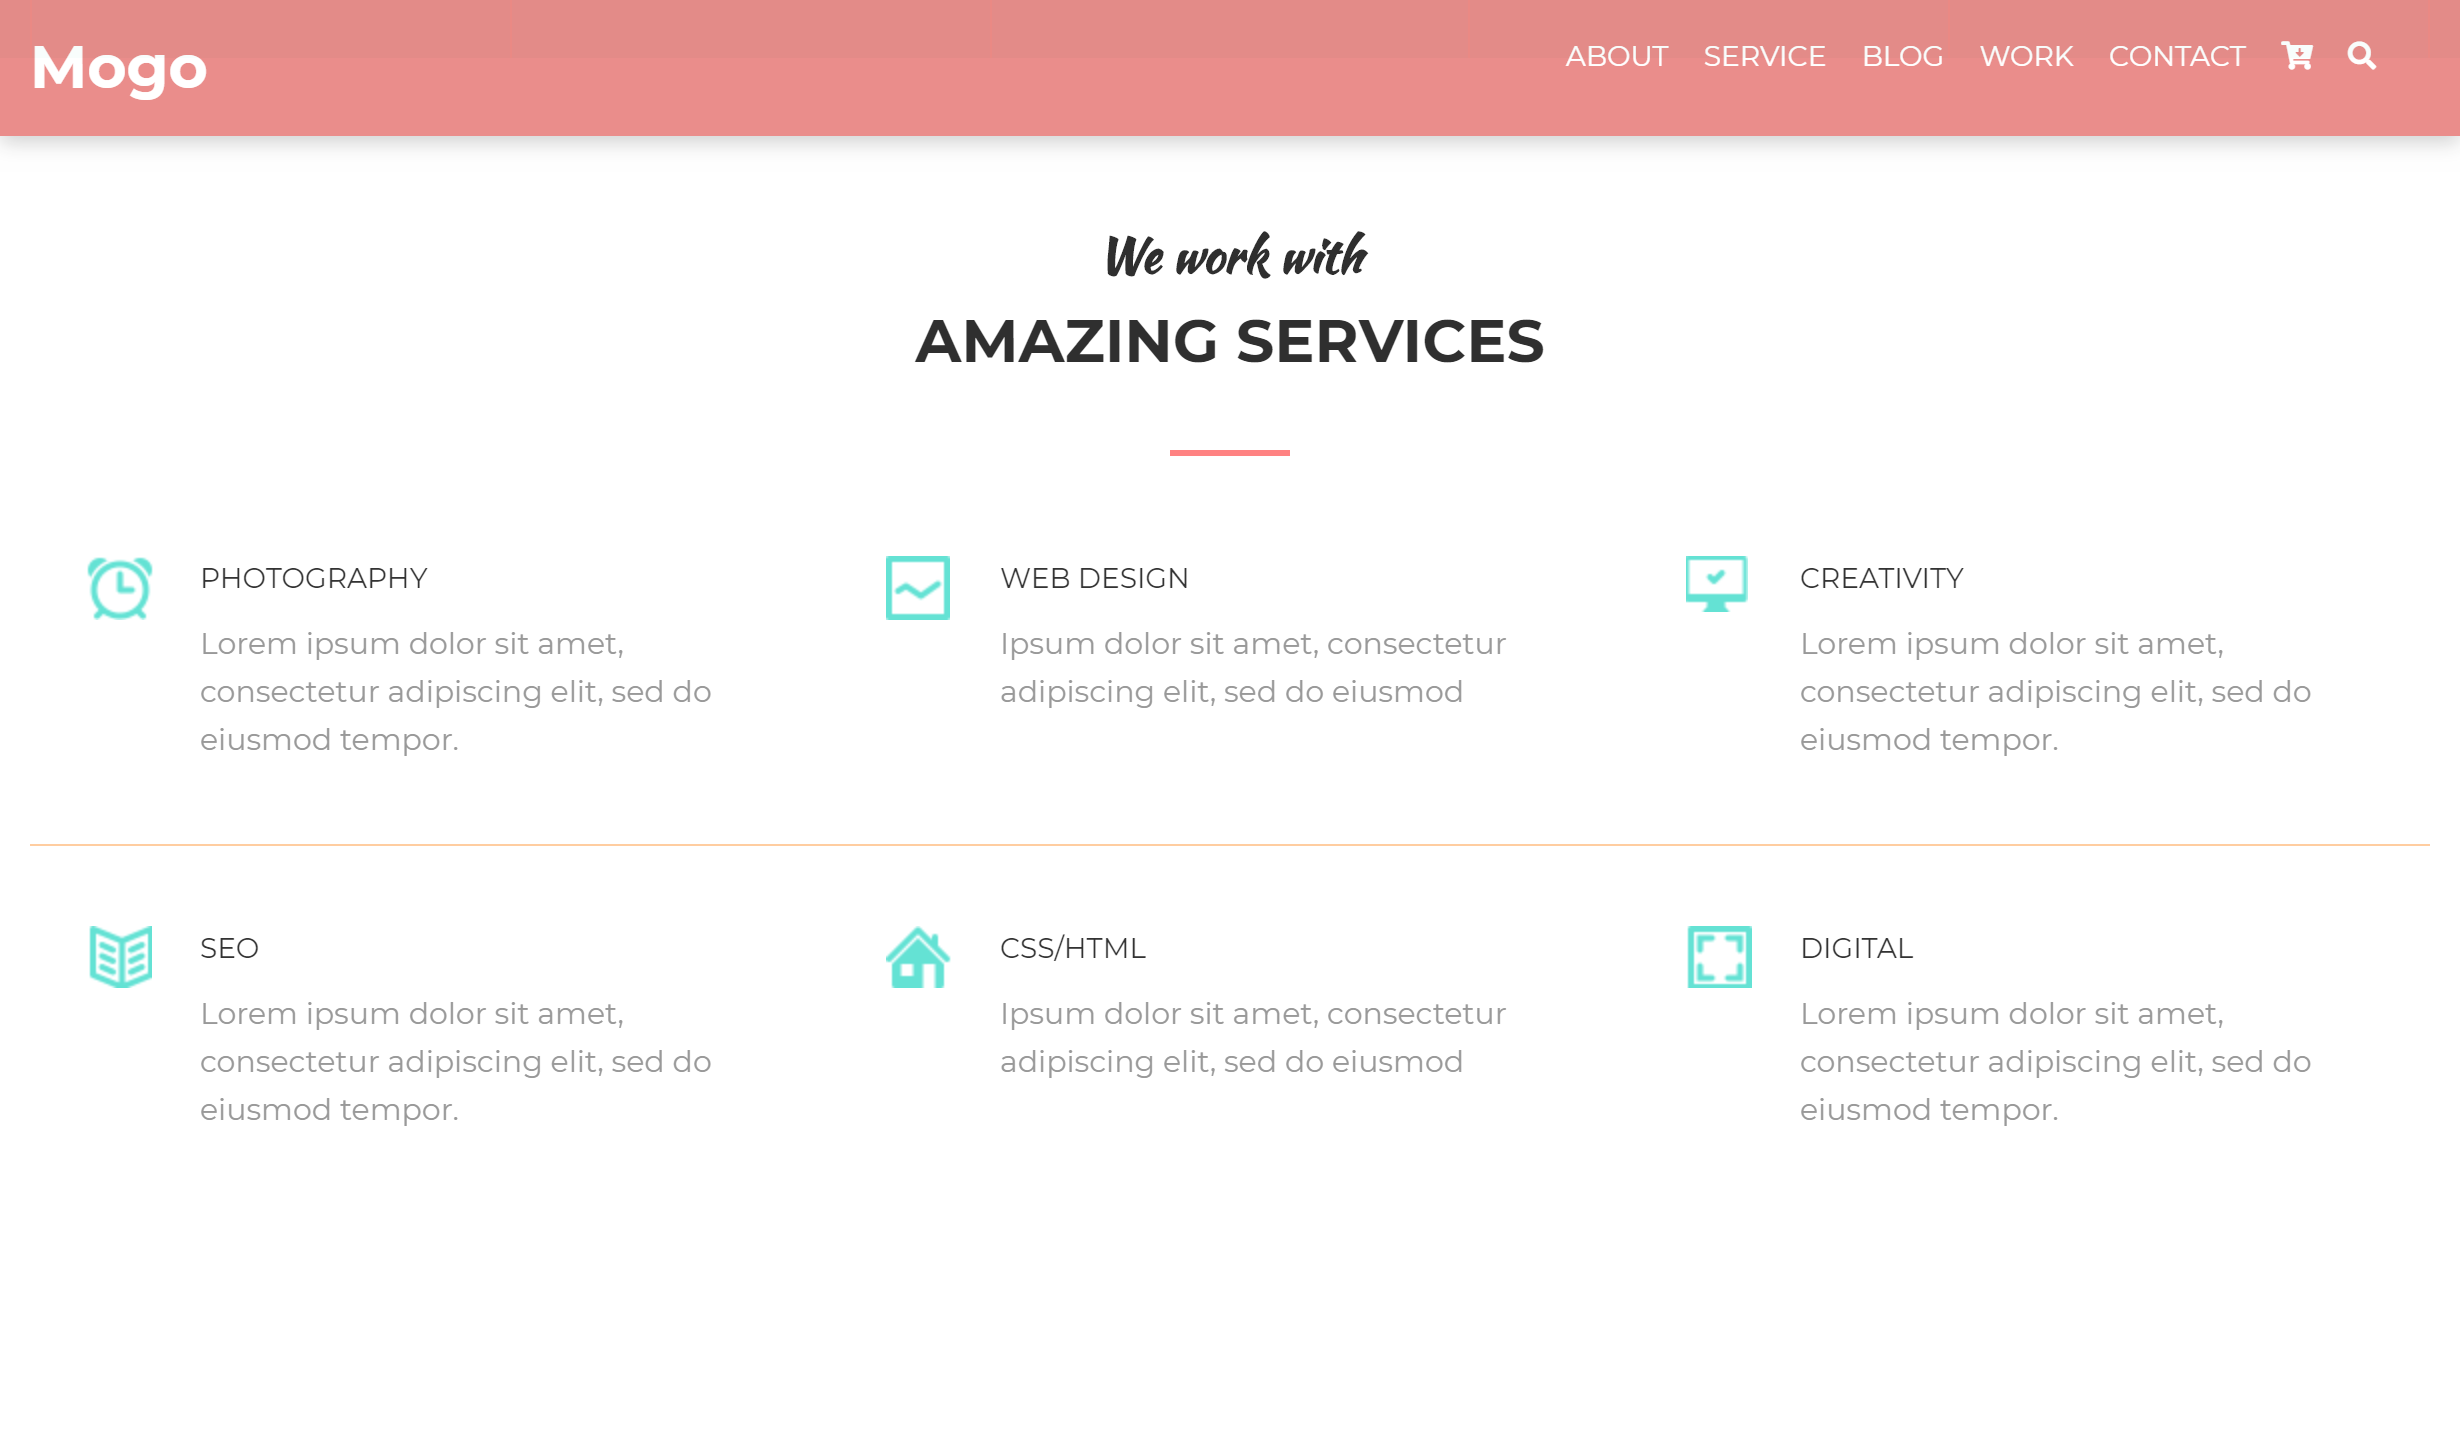 Mogo
ABOUT SERVICE BLOG WORK CONTACT
We work with
AMAZING SERVICES
PHOTOGRAPHY
Lorem ipsum dolor sit amet,
consectetur adipiscing elit, sed do
eiusmod tempor.
WEB DESIGN
Ipsum dolor sit amet, consectetur
adipiscing elit, sed do eiusmod
CREATIVITY
Lorem ipsum dolor sit amet,
consectetur adipiscing elit, sed do
eiusmod tempor.
SEO
Lorem ipsum dolor sit amet,
consectetur adipiscing elit, sed do
eiusmod tempor.
CSS/HTML
Ipsum dolor sit amet, consectetur
adipiscing elit, sed do eiusmod
DIGITAL
Lorem ipsum dolor sit amet,
consectetur adipiscing elit, sed do
eiusmod tempor.